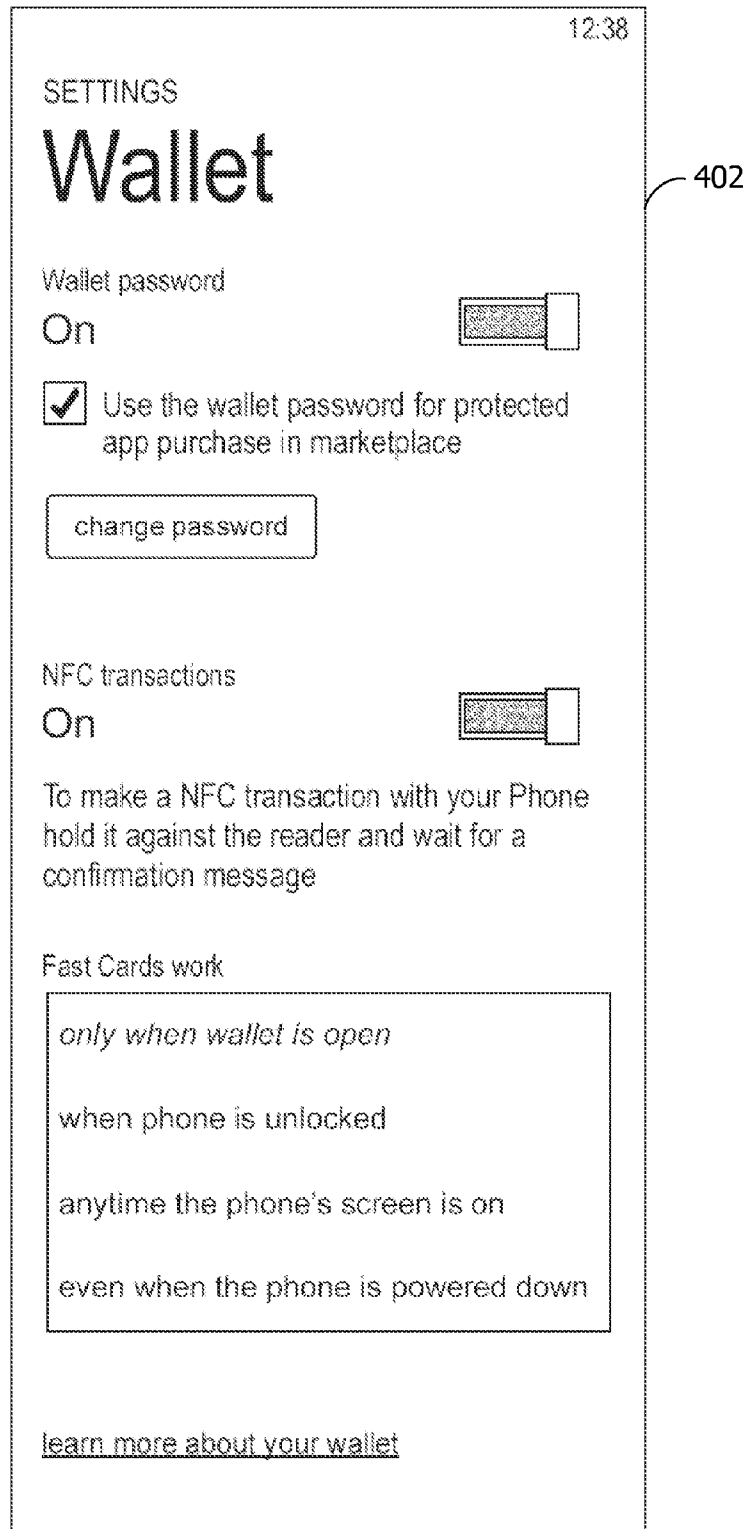 12:38
SETTINGS
Wallet
402
Wallet password
On
Use the wallet password for protected
app purchase in marketplace
change password
NFC transactions
On
To make a NFC transaction with your Phone
hold it against the reader and wait for a
confirmation message
Fast Cards work
only when wallet is open
when phone is unlocked
anytime the phone's screen is on
even when the phone is powered down
learn more about your wallet